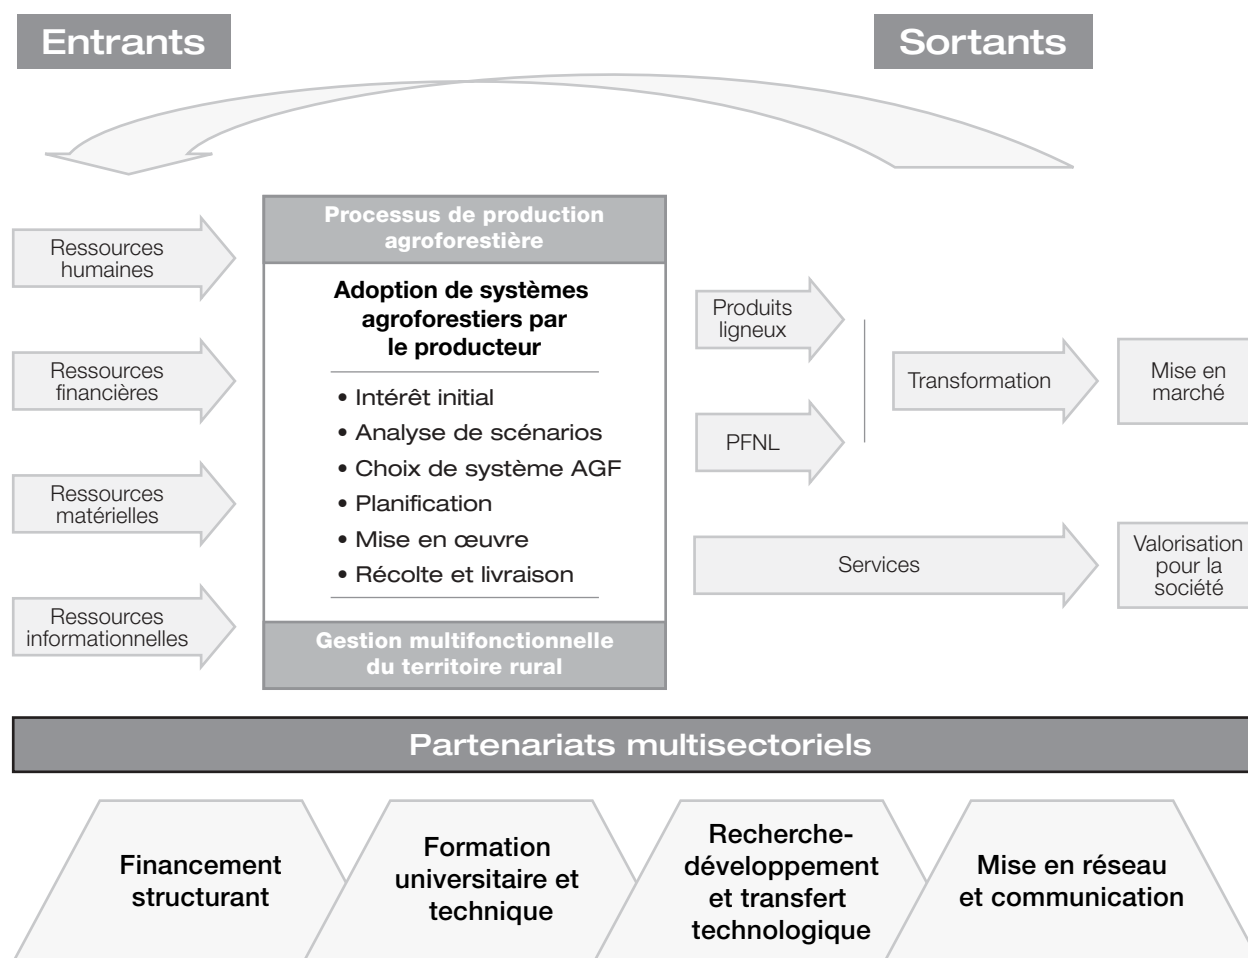 Entrants
Sortants
Ressources
humaines
Ressources
financières
Ressources
matérielles
Ressources
informationnelles
Processus de production
agroforestière
Adoption de systèmes
agroforestiers par
le producteur
• Intérêt initial
• Analyse de scénarios
• Choix de système AGF
• Planification
• Mise en œuvre
• Récolte et livraison
Gestion multifonctionnelle
du territoire rural
Produits
ligneux
PFNL
Transformation
Mise en
marché
Services
Valorisation
pour la
société
Partenariats multisectoriels
Financement
structurant
Formation
universitaire et
technique
Recherche-
développement
et transfert
technologique
Mise en réseau
et communication